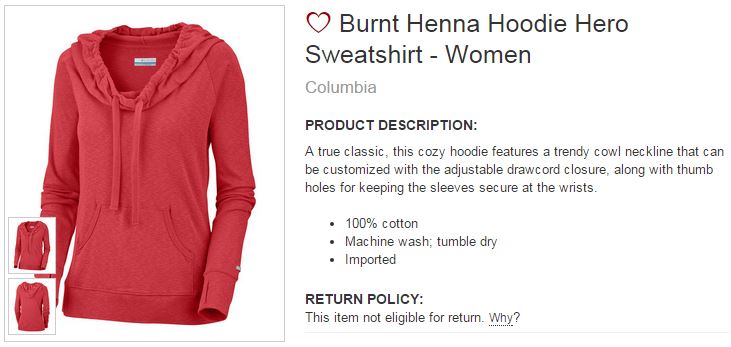 Burnt Henna Hoodie Hero
Sweatshirt - Women
Columbia
PRODUCT DESCRIPTION:
A true classic, this cozy hoodie features a trendy cowl neckline that can
be customized with the adjustable drawcord closure, along with thumb
holes for keeping the sleeves secure at the wrists.
• 100% cotton
• Machine wash; tumble dry
• Imported
RETURN POLICY:
This item not eligible for return. Why?